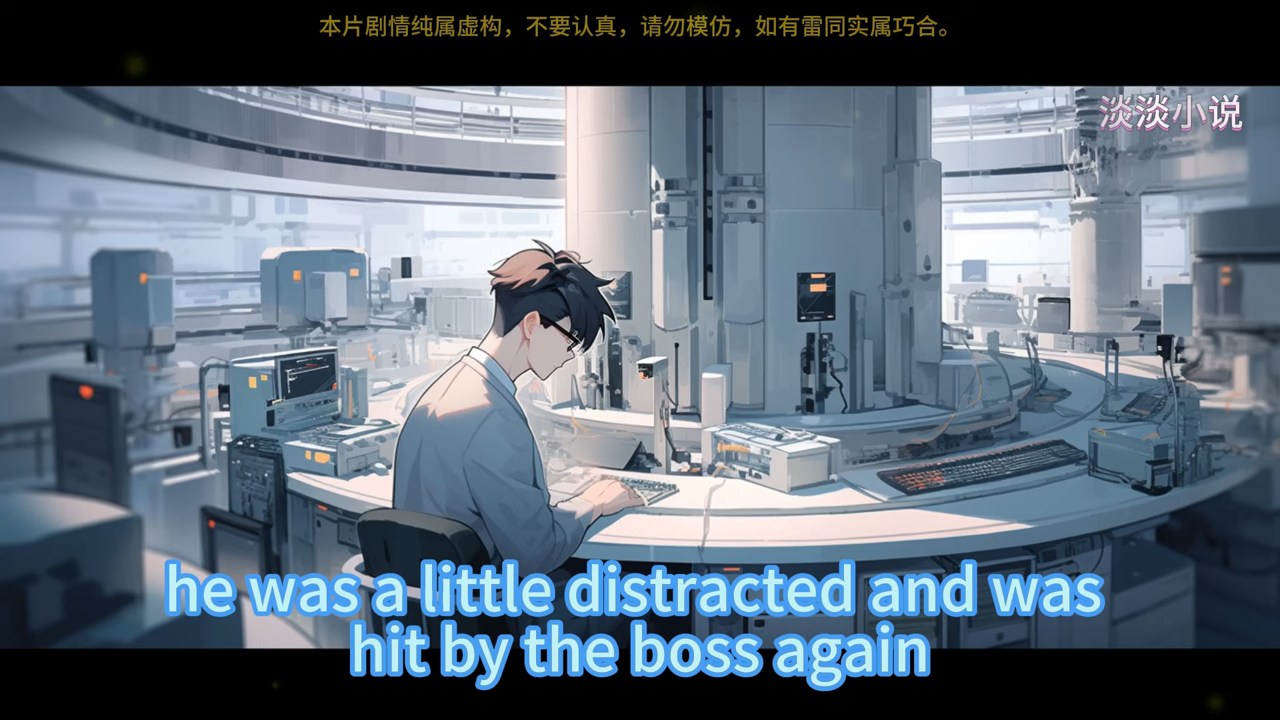 本片剧情纯属虚构，不要认真，请勿模仿，如有雷同实属巧合。
淡淡小说
he was a little distracted and was
hit by the boss again